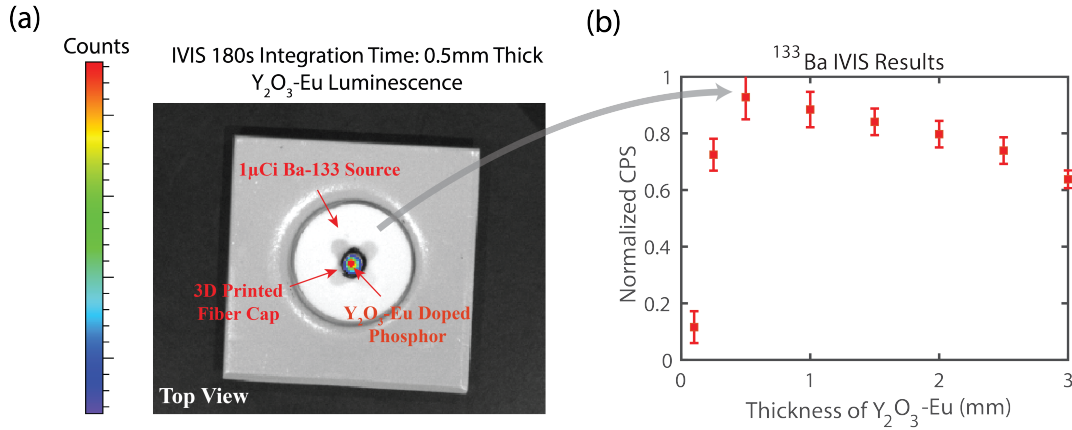 (a)
Counts
IVIS 180s Integration Time: 0.5mm Thick
Y₂O₃-Eu Luminescence
1μCi Ba-133 Source
3D Printed
Fiber Cap
Y₂O₃-Eu Doped
Phosphor
Top View
(b)
¹³³Ba IVIS Results
Normalized CPS
1
0.8
0.6
0.4
0.2
0
0
1
2
3
Thickness of Y₂O₃-Eu (mm)